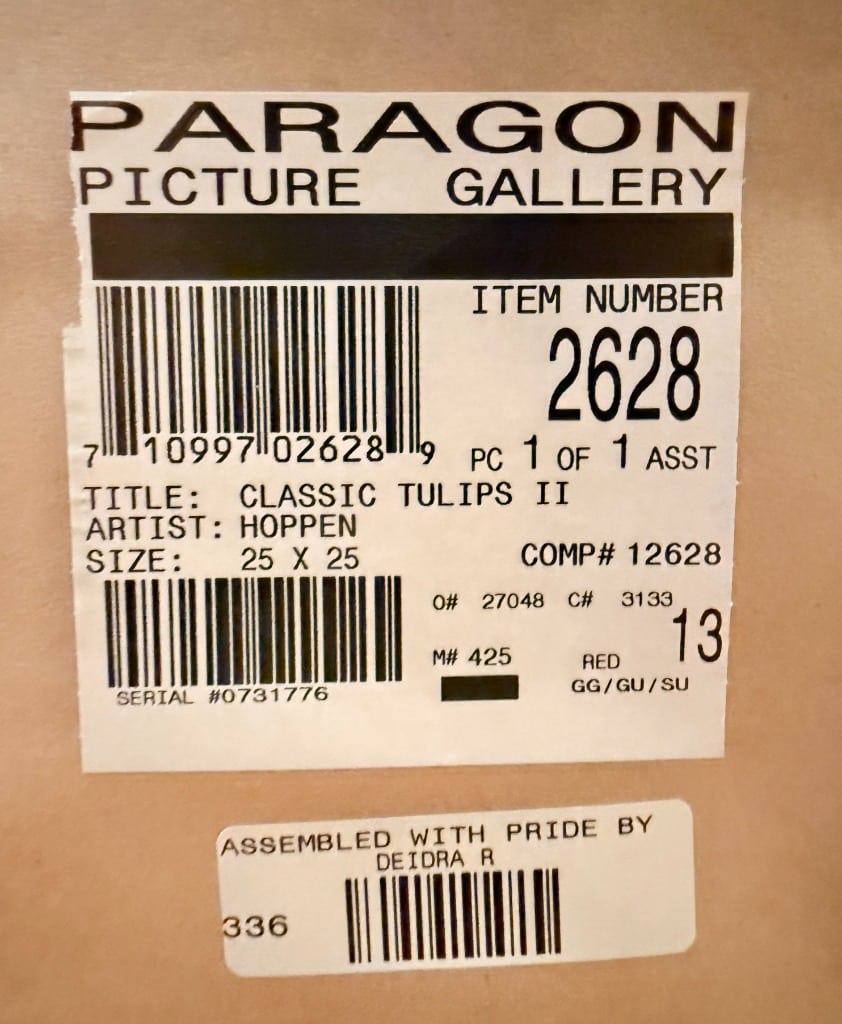 PARAGON
PICTURE GALLERY
ITEM NUMBER
2628
7 10997 02628 9
PC 1 OF 1 ASST
TITLE: CLASSIC TULIPS II
ARTIST: HOPPEN
SIZE: 25 X 25
COMP# 12628
O# 27048 C# 3133
13
M# 425
RED
GG/GU/SU
SERIAL #0731776
ASSEMBLED WITH PRIDE BY
DEIDRA R
336